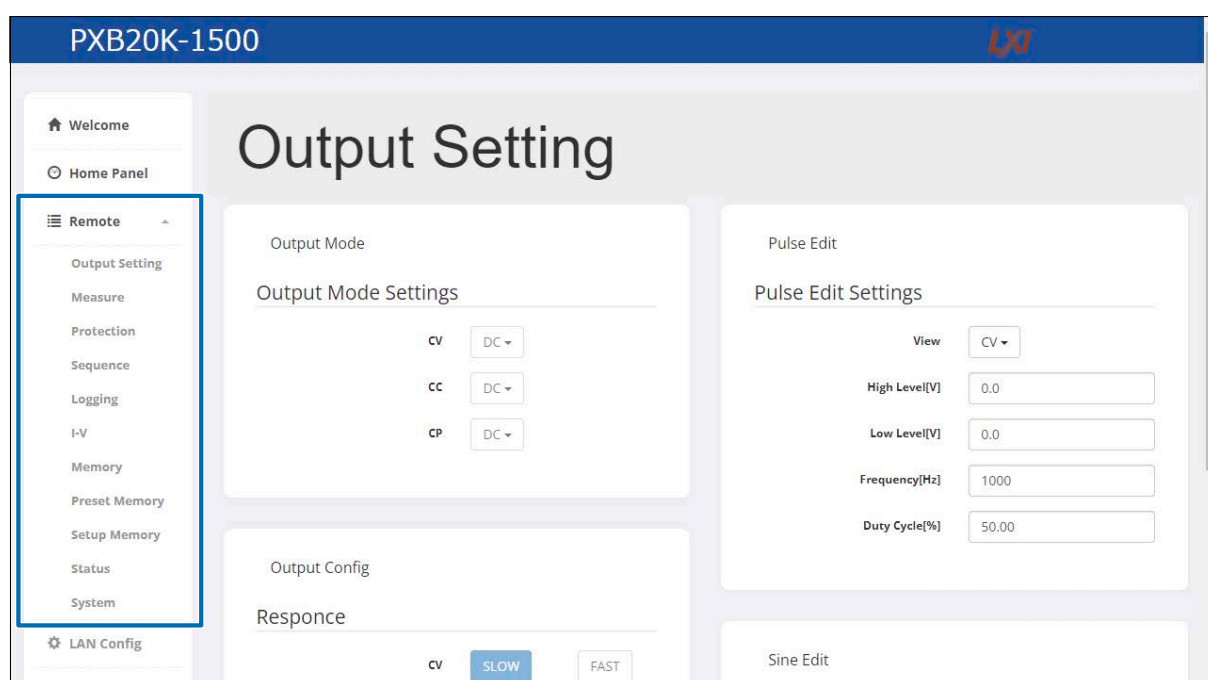 PXB20K-1500
LXI
Welcome
Home Panel
Remote
Output Setting
Measure
Protection
Sequence
Logging
I-V
Memory
Preset Memory
Setup Memory
Status
System
LAN Config
Output Setting
Output Mode
Output Mode Settings
CV DC
CC DC
CP DC
Output Config
Responce
CV SLOW FAST
Pulse Edit
Pulse Edit Settings
View CV
High Level[V] 0.0
Low Level[V] 0.0
Frequency[Hz] 1000
Duty Cycle[%] 50.00
Sine Edit